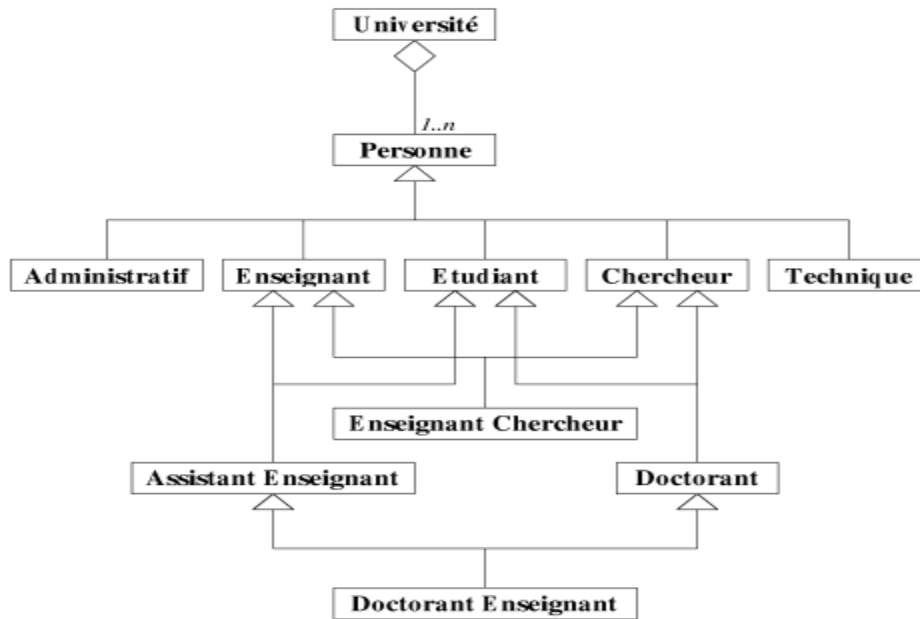 Université
1..n
Personne
Administratif Enseignant Etudiant Chercheur Technique
Enseignant Chercheur
Assistant Enseignant Doctorant
Doctorant Enseignant